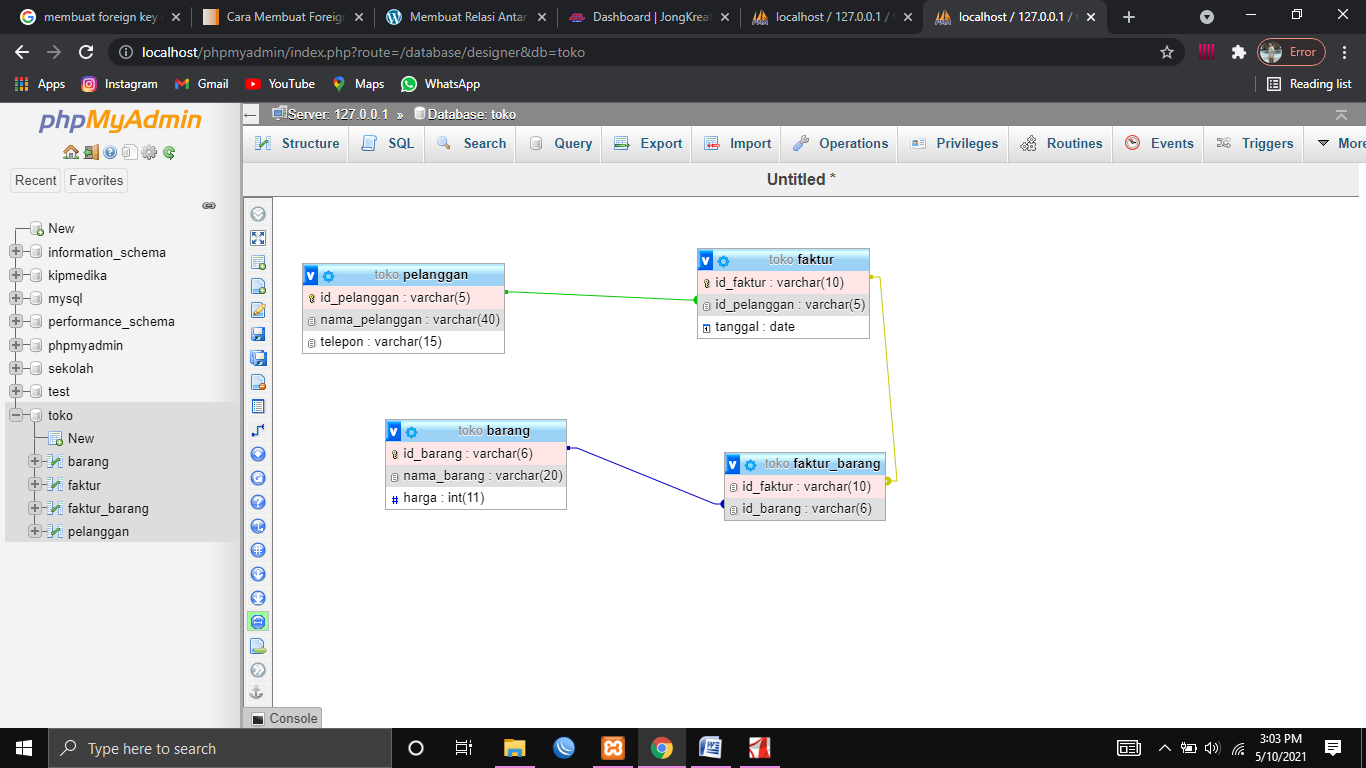 membuat foreign key
Cara Membuat Foreign
Membuat Relasi Antar
Dashboard | JongKreat
localhost / 127.0.0.1 / t
localhost / 127.0.0.1 / t
localhost/phpmyadmin/index.php?route=/database/designer&db=toko
Error
Apps
Instagram
Gmail
YouTube
Maps
WhatsApp
Reading list
phpMyAdmin
Recent
Favorites
New
information_schema
kipmedika
mysql
performance_schema
phpmyadmin
sekolah
test
toko
New
barang
faktur
faktur_barang
pelanggan
Server: 127.0.0.1 » Database: toko
Structure
SQL
Search
Query
Export
Import
Operations
Privileges
Routines
Events
Triggers
More
Untitled *
v toko pelanggan
id_pelanggan : varchar(5)
nama_pelanggan : varchar(40)
telepon : varchar(15)
v toko faktur
id_faktur : varchar(10)
id_pelanggan : varchar(5)
tanggal : date
v toko barang
id_barang : varchar(6)
nama_barang : varchar(20)
# harga : int(11)
v toko faktur_barang
id_faktur : varchar(10)
id_barang : varchar(6)
Console
Type here to search
3:03 PM
5/10/2021